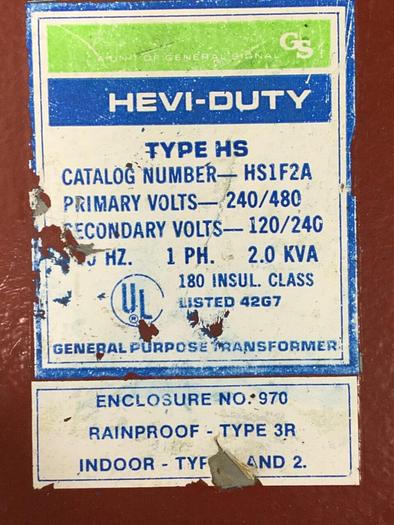 GS
A UNIT OF GENERAL SIGNAL
HEVI-DUTY
TYPE HS
CATALOG NUMBER— HS1F2A
PRIMARY VOLTS— 240/480
SECONDARY VOLTS— 120/240
HZ. 1 PH. 2.0 KVA
180 INSUL. CLASS
UL ®
LISTED 42G7
GENERAL PURPOSE TRANSFORMER
ENCLOSURE NO. 970
RAINPROOF - TYPE 3R
INDOOR - AND 2.